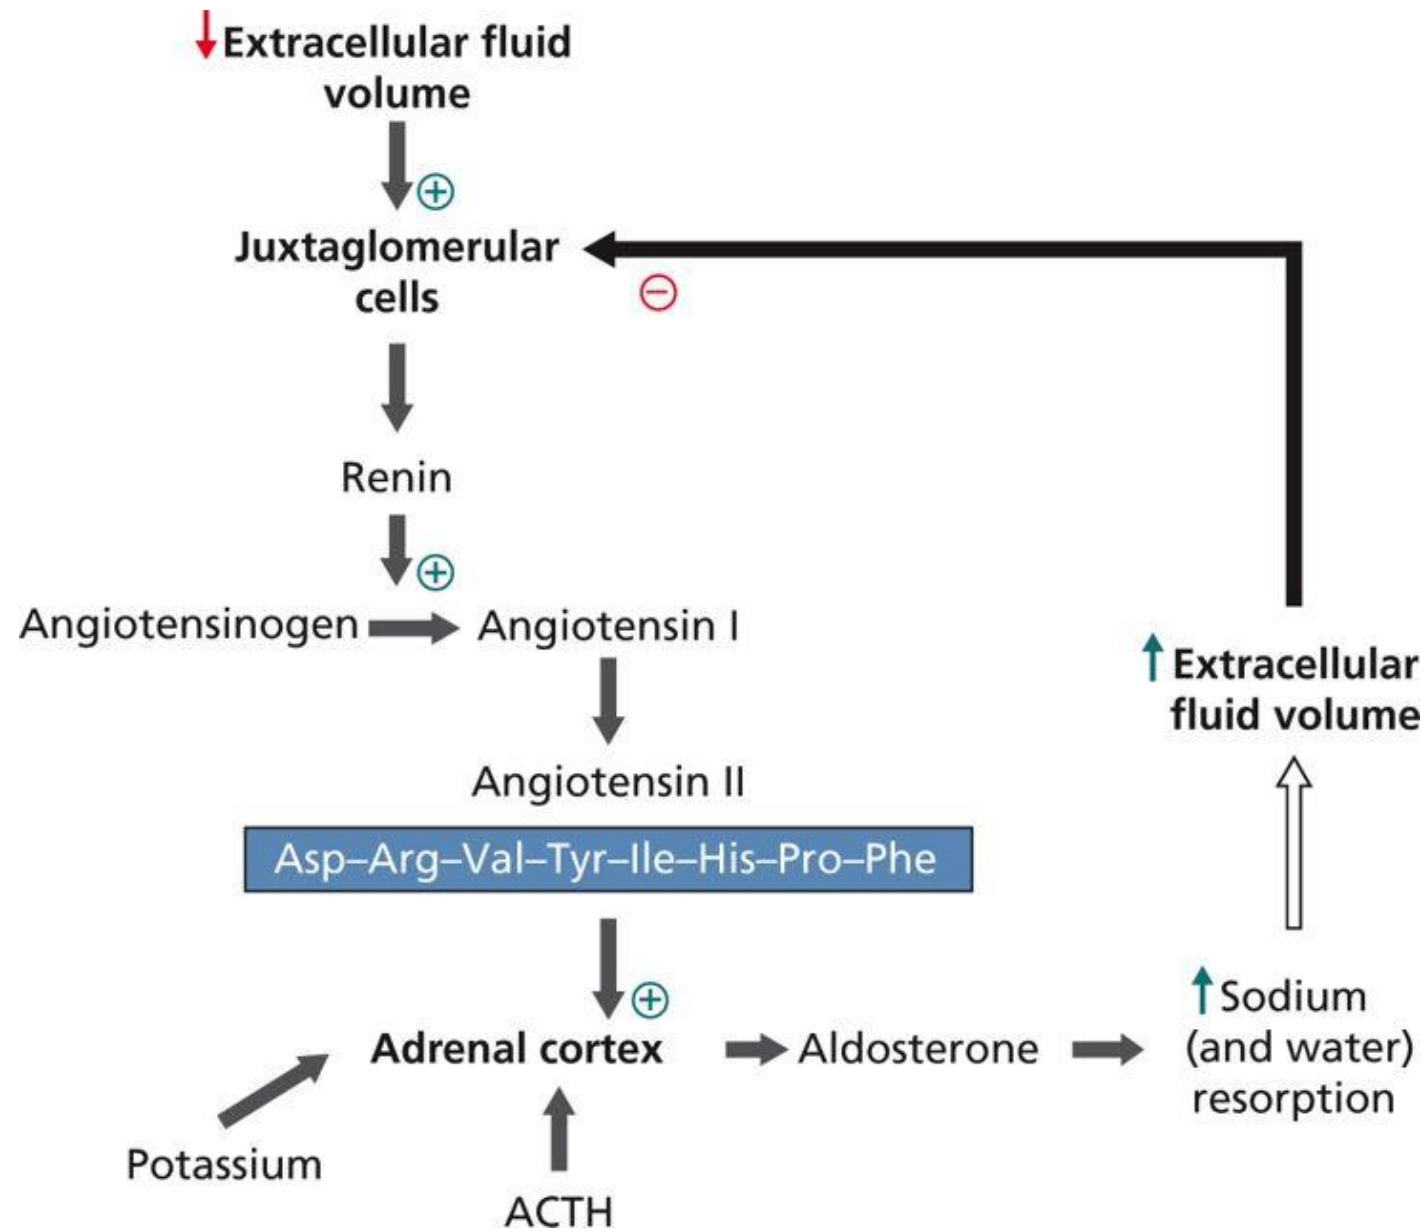 ↓Extracellular fluid
volume
⊕
Juxtaglomerular
cells
⊖
Renin
⊕
Angiotensinogen
Angiotensin I
↑Extracellular
fluid volume
Angiotensin II
Asp–Arg–Val–Tyr–Ile–His–Pro–Phe
⊕
Adrenal cortex
Aldosterone
↑Sodium
(and water)
resorption
Potassium
ACTH